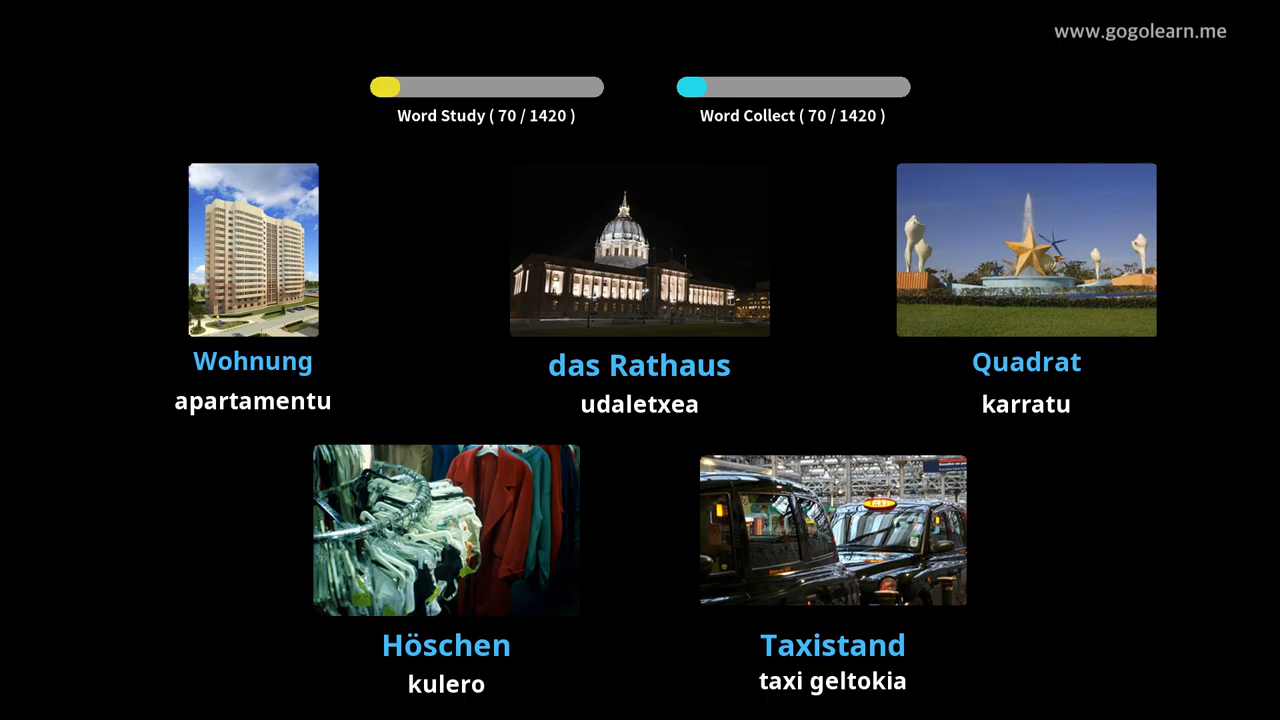 www.gogolearn.me
Word Study ( 70 / 1420 )
Word Collect ( 70 / 1420 )
Wohnung
apartamentu
das Rathaus
udaletxea
Quadrat
karratu
TAXI
Höschen
kulero
Taxistand
taxi geltokia